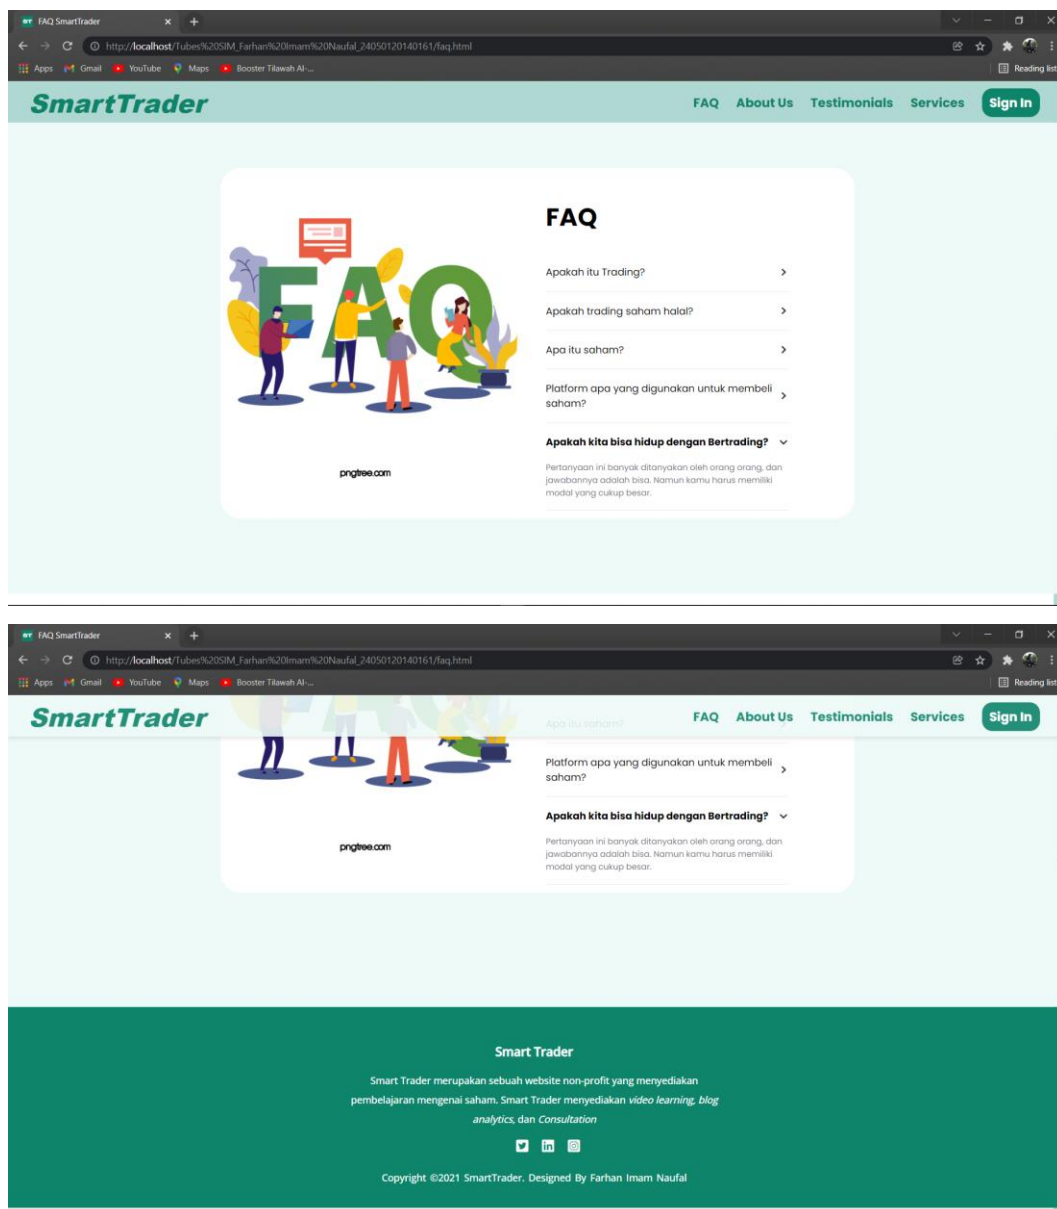 FAQ SmartTrader
http://localhost/Tubes%20SIM_Farhan%20Imam%20Naufal_24050120140161/faq.html
Apps Gmail YouTube Maps Booster Tilawah Al-... Reading list
SmartTrader FAQ About Us Testimonials Services Sign In
FAQ
FAQ
Apakah itu Trading?
Apakah trading saham halal?
Apa itu saham?
Platform apa yang digunakan untuk membeli
saham?
Apakah kita bisa hidup dengan Bertrading?
Pertanyaan ini banyak ditanyakan oleh orang orang, dan
jawabannya adalah bisa. Namun kamu harus memiliki
modal yang cukup besar.
pngtree.com
FAQ SmartTrader
http://localhost/Tubes%20SIM_Farhan%20Imam%20Naufal_24050120140161/faq.html
Apps Gmail YouTube Maps Booster Tilawah Al-... Reading list
SmartTrader FAQ About Us Testimonials Services Sign In
Apa itu saham?
Platform apa yang digunakan untuk membeli
saham?
Apakah kita bisa hidup dengan Bertrading?
Pertanyaan ini banyak ditanyakan oleh orang orang, dan
jawabannya adalah bisa. Namun kamu harus memiliki
modal yang cukup besar.
pngtree.com
Smart Trader
Smart Trader merupakan sebuah website non-profit yang menyediakan
pembelajaran mengenai saham. Smart Trader menyediakan video learning, blog
analytics, dan Consultation
Copyright ©2021 SmartTrader. Designed By Farhan Imam Naufal